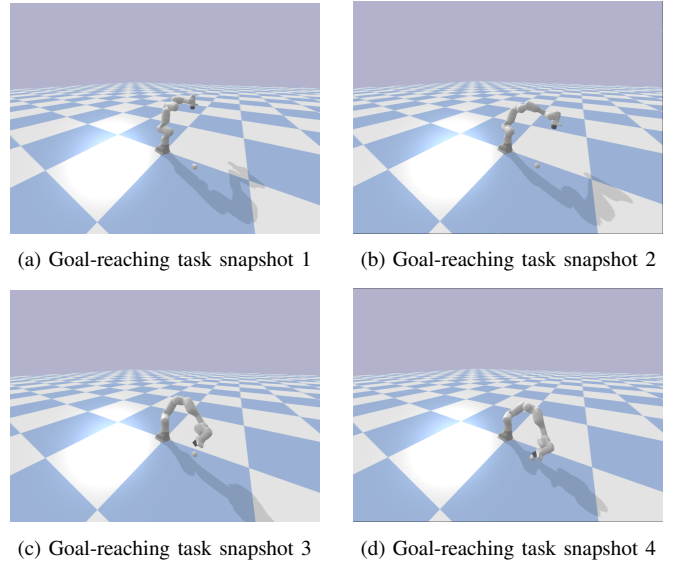 (a) Goal-reaching task snapshot 1
(b) Goal-reaching task snapshot 2
(c) Goal-reaching task snapshot 3
(d) Goal-reaching task snapshot 4